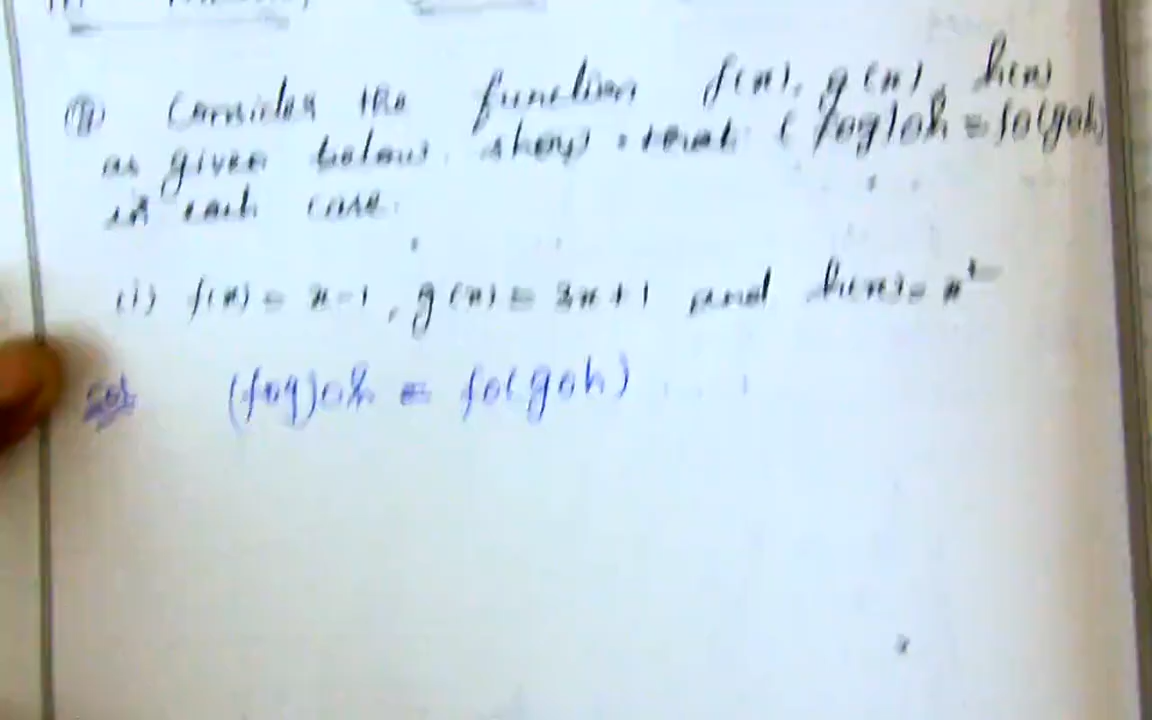 Consider the function f(x), g(x), h(x)
as given below. show that (fog)oh = fo(goh)
in each case.
(i) f(x) = x-1, g(x) = 3x+1 and h(x) = x²
Sol (fog)oh = fo(goh)